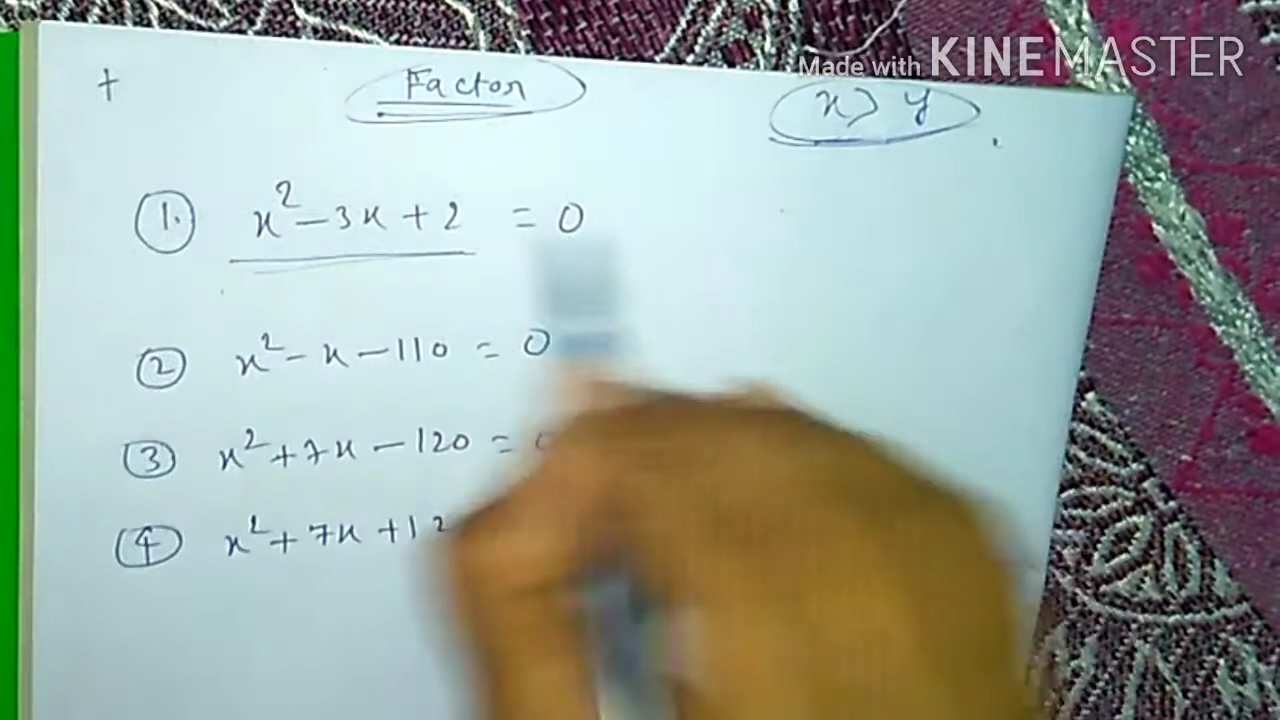 Made with KINEMASTER
+ Factor x > y
1. x² - 3x + 2 = 0
2 x² - x - 110 = 0
3 x² + 7x - 120 = 0
4 x² + 7x + 12